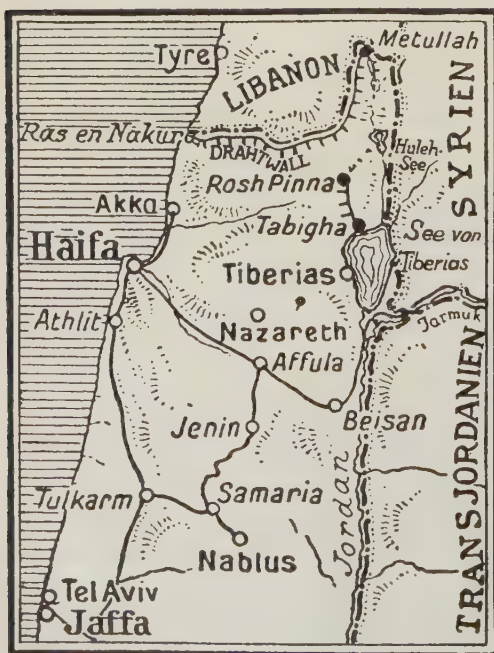 Metullah
Tyre
LIBANON
SYRIEN
Ras en Nakura
DRAHTWALL
Huleh-
See
Rosh Pinna
Akka
Tabigha
See von
Tiberias
Haifa
Tiberias
Jarmuk
Athlit
Nazareth
Affula
Beisan
Jenin
TRANSJORDANIEN
Jordan
Tulkarm
Samaria
Nablus
Tel Aviv
Jaffa